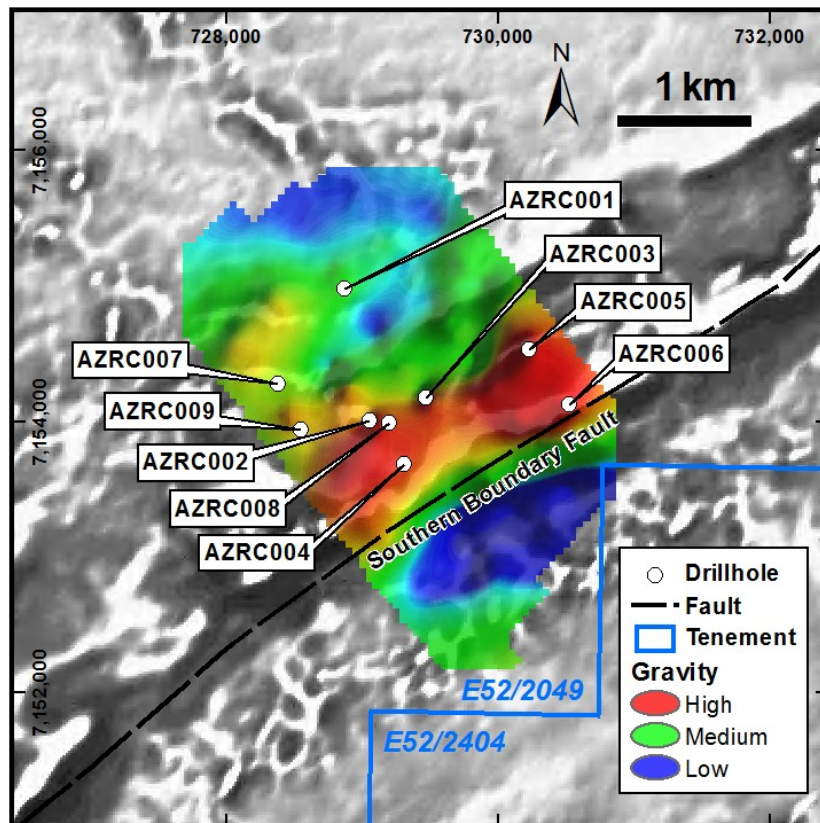 728,000
730,000
732,000
N
1 km
7,156,000
AZRC001
AZRC003
AZRC005
AZRC006
AZRC007
AZRC009
7,154,000
AZRC002
AZRC008
AZRC004
Southern Boundary Fault
Drillhole
Fault
Tenement
Gravity
High
Medium
Low
7,152,000
E52/2049
E52/2404